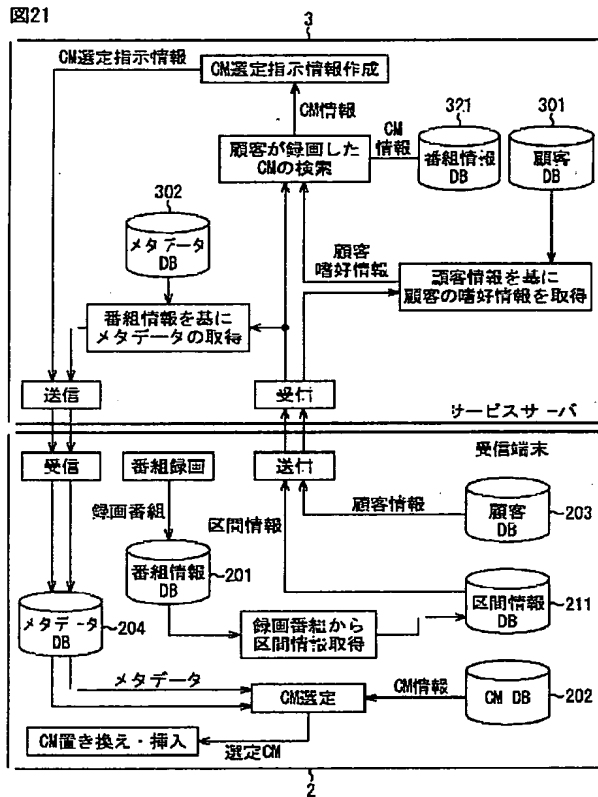 図21
3
CM選定指示情報
CM選定指示情報作成
CM情報
321
301
顧客が録画した
CMの検索
CM
情報
番組情報
DB
顧客
DB
302
メタデータ
DB
顧客
嗜好情報
顧客情報を基に
顧客の嗜好情報を取得
番組情報を基に
メタデータの取得
送信
受付
サービスサーバ
受信
番組録画
送付
受信端末
録画番組
区間情報
顧客情報
顧客
DB
203
番組情報
DB
201
区間情報
DB
211
メタデータ
DB
204
録画番組から
区間情報取得
メタデータ
CM選定
CM情報
CM DB
202
CM置き換え・挿入
選定CM
2